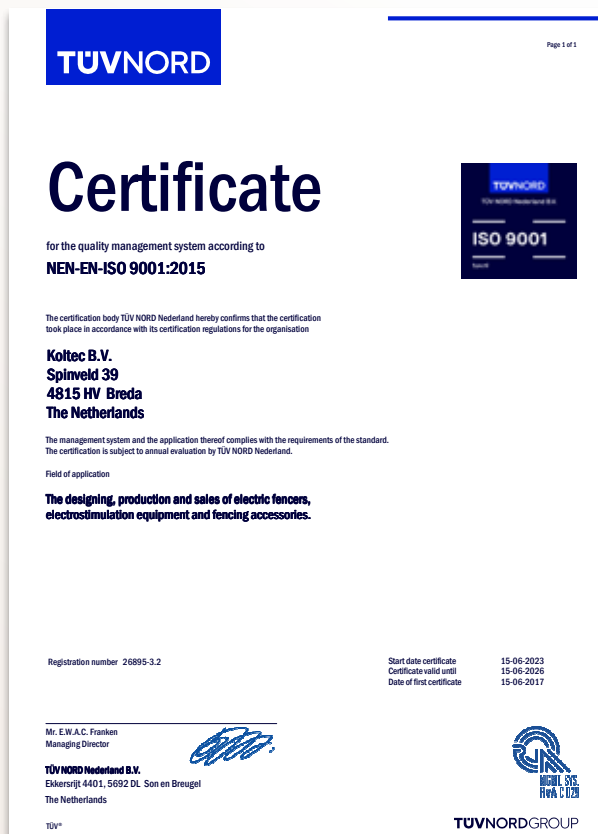 TÜVNORD
Page 1 of 1
Certificate
TÜVNORD
TÜV NORD Nederland B.V.
ISO 9001
for the quality management system according to
NEN-EN-ISO 9001:2015
The certification body TÜV NORD Nederland hereby confirms that the certification
took place in accordance with its certification regulations for the organisation
Koltec B.V.
Spinveld 39
4815 HV Breda
The Netherlands
The management system and the application thereof complies with the requirements of the standard.
The certification is subject to annual evaluation by TÜV NORD Nederland.
Field of application
The designing, production and sales of electric fencers,
electrostimulation equipment and fencing accessories.
Registration number 26895-3.2
Start date certificate 15-06-2023
Certificate valid until 15-06-2026
Date of first certificate 15-06-2017
Mr. E.W.A.C. Franken
Managing Director
TÜV NORD Nederland B.V.
Ekkersrijt 4401, 5692 DL Son en Breugel
The Netherlands
MGMT. SYS.
RvA C 029
TÜV®
TÜVNORDGROUP